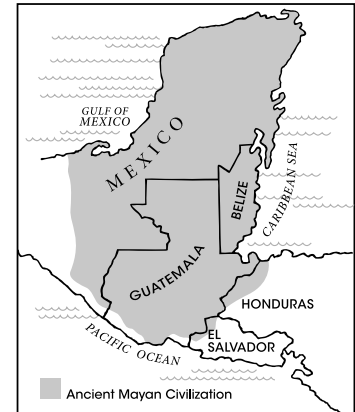 GULF OF
MEXICO
MEXICO
CARIBBEAN SEA
BELIZE
GUATEMALA
HONDURAS
EL
SALVADOR
PACIFIC OCEAN
Ancient Mayan Civilization